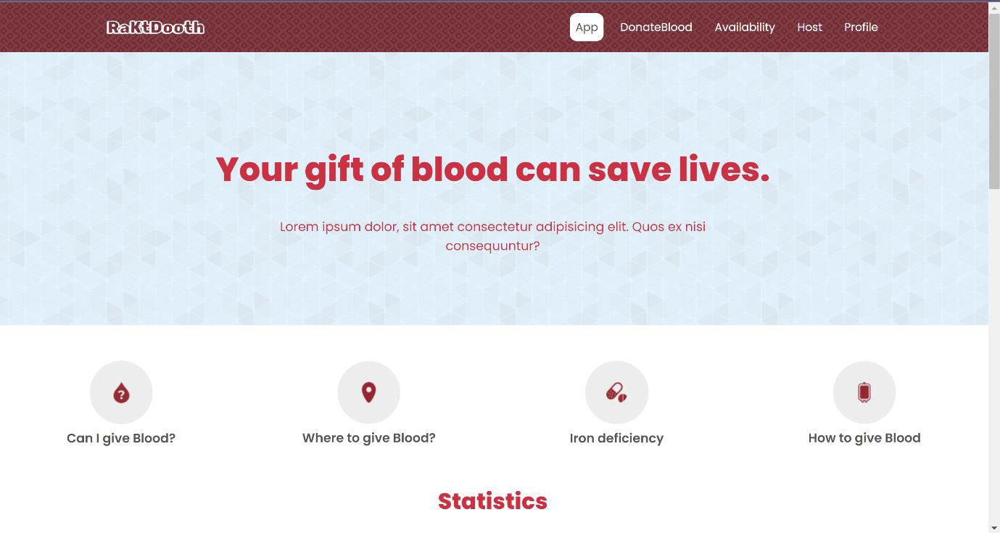 RaKtDooth
App
DonateBlood
Availability
Host
Profile
Your gift of blood can save lives.
Lorem ipsum dolor, sit amet consectetur adipisicing elit. Quos ex nisi
consequuntur?
?
Can I give Blood?
Where to give Blood?
Iron deficiency
How to give Blood
Statistics